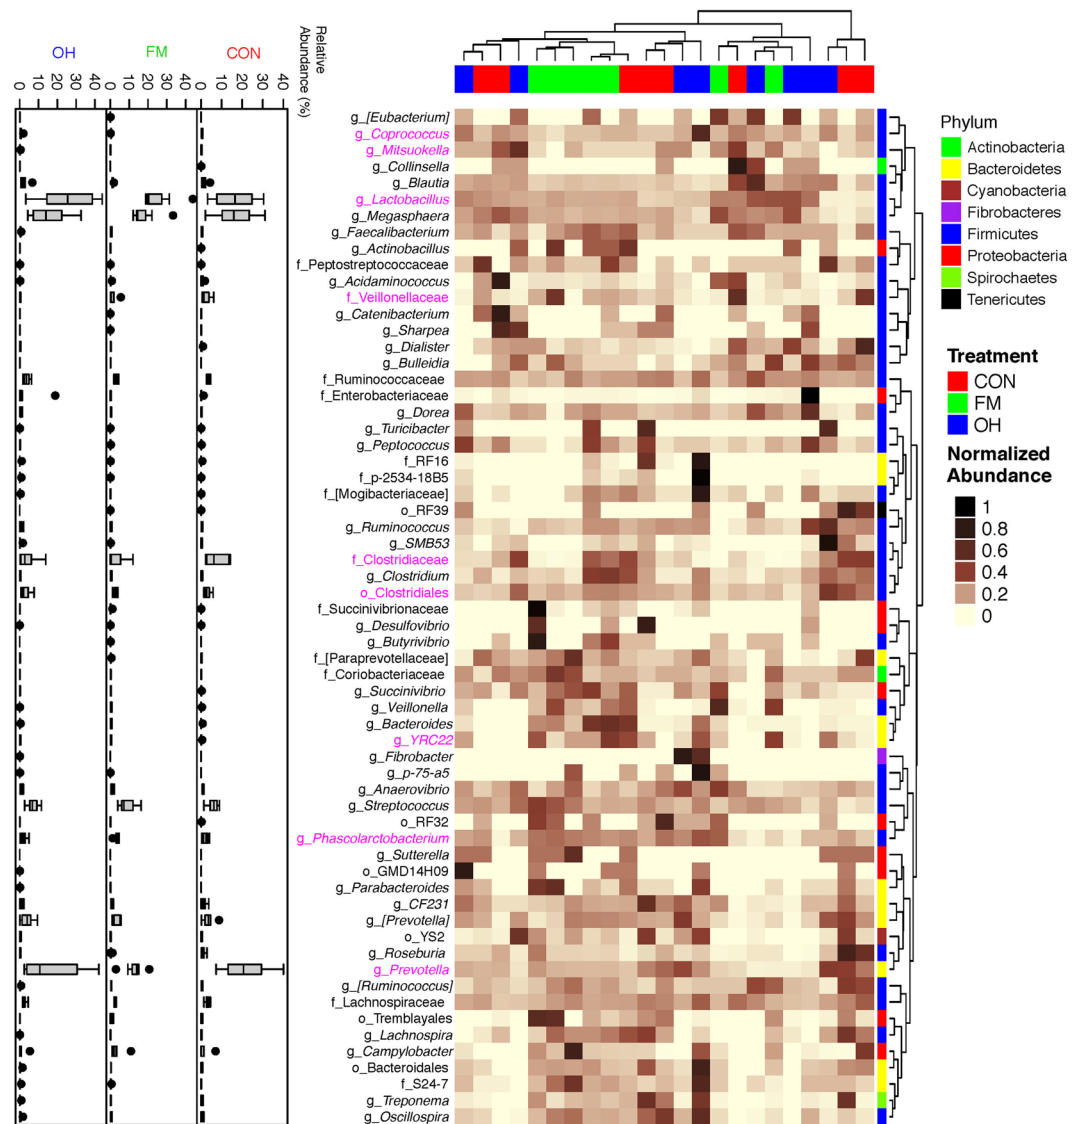 OH
FM
CON
Relative
Abundance (%)
0 10 20 30 40
0 10 20 30 40
0 10 20 30 40
g_[Eubacterium]
g_Coprococcus
g_Mitsuokella
g_Collinsella
g_Blautia
g_Lactobacillus
g_Megasphaera
g_Faecalibacterium
g_Actinobacillus
f_Peptostreptococcaceae
g_Acidaminococcus
f_Veillonellaceae
g_Catenibacterium
g_Sharpea
g_Dialister
g_Bulleidia
f_Ruminococcaceae
f_Enterobacteriaceae
g_Dorea
g_Turicibacter
g_Peptococcus
f_RF16
f_p-2534-18B5
f_[Mogibacteriaceae]
o_RF39
g_Ruminococcus
g_SMB53
f_Clostridiaceae
g_Clostridium
o_Clostridiales
f_Succinivibrionaceae
g_Desulfovibrio
g_Butyrivibrio
f_[Paraprevotellaceae]
f_Coriobacteriaceae
g_Succinivibrio
g_Veillonella
g_Bacteroides
g_YRC22
g_Fibrobacter
g_p-75-a5
g_Anaerovibrio
g_Streptococcus
o_RF32
g_Phascolarctobacterium
g_Sutterella
o_GMD14H09
g_Parabacteroides
g_CF231
g_[Prevotella]
o_YS2
g_Roseburia
g_Prevotella
g_[Ruminococcus]
f_Lachnospiraceae
o_Tremblayales
g_Lachnospira
g_Campylobacter
o_Bacteroidales
f_S24-7
g_Treponema
g_Oscillospira
Phylum
Actinobacteria
Bacteroidetes
Cyanobacteria
Fibrobacteres
Firmicutes
Proteobacteria
Spirochaetes
Tenericutes
Treatment
CON
FM
OH
Normalized
Abundance
1
0.8
0.6
0.4
0.2
0